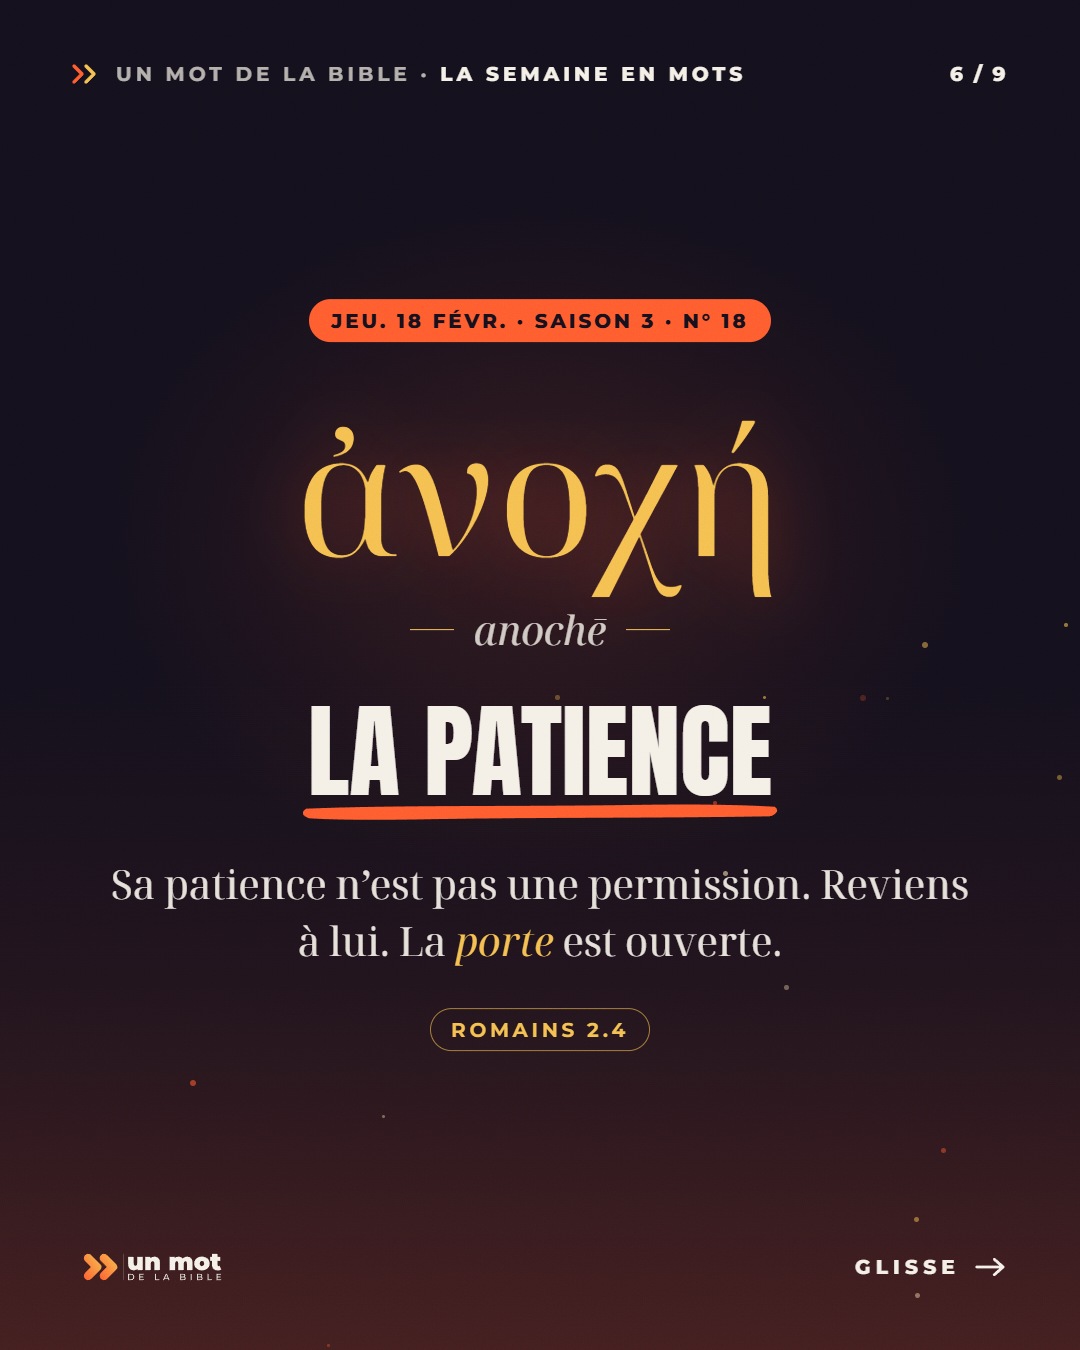 UN MOT DE LA BIBLE · LA SEMAINE EN MOTS
6 / 9
JEU. 18 FÉVR. · SAISON 3 · N° 18
ἀνοχή
anochē
LA PATIENCE
Sa patience n’est pas une permission. Reviens
à lui. La porte est ouverte.
ROMAINS 2.4
un mot
DE LA BIBLE
GLISSE →